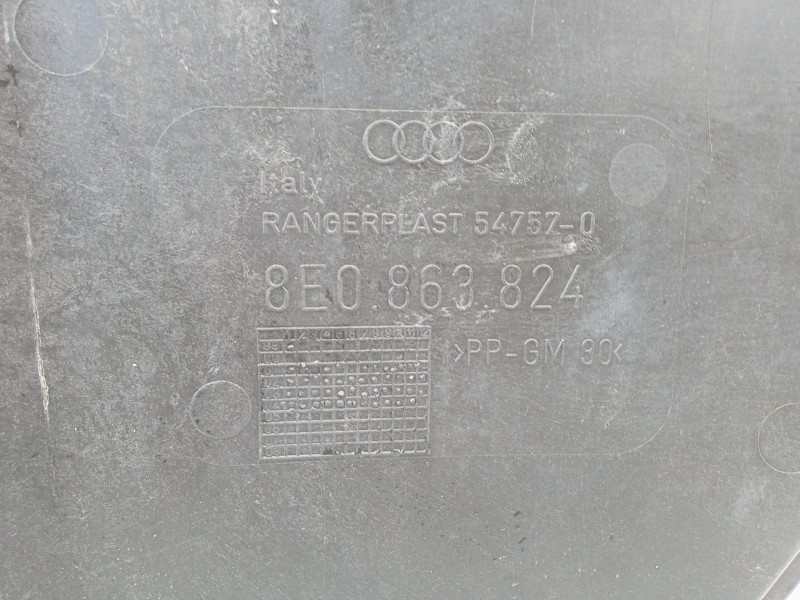 Italy
RANGERPLAST 54757-0
8E0.863.824
>PP-GM 30<